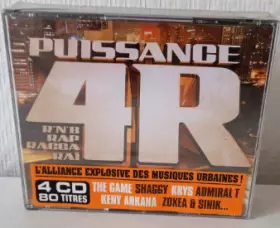 PUISSANCE
4R
R'N'B
RAP
RAGGA
RAÏ
L'ALLIANCE EXPLOSIVE DES MUSIQUES URBAINES !
4 CD
80 TITRES
THE GAME SHAGGY KRYS ADMIRAL T
KENY ARKANA ZOXEA & SINIK...